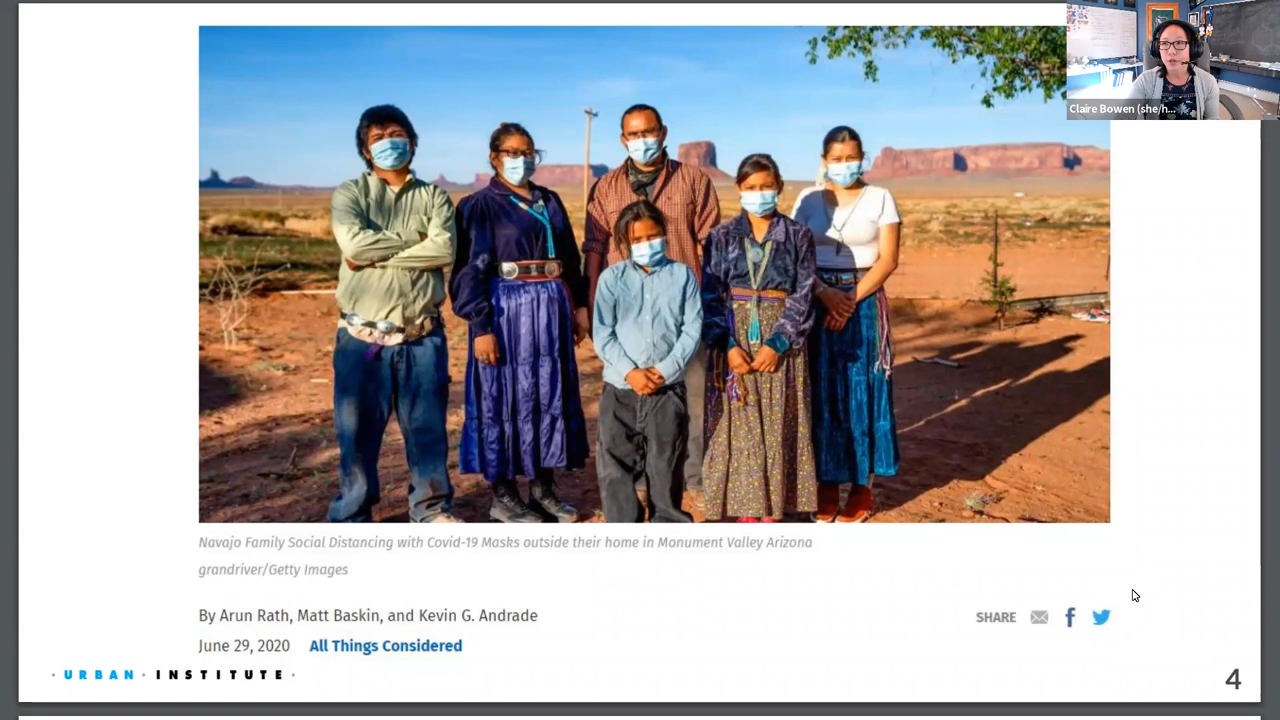 Claire Bowen (she/h...
Navajo Family Social Distancing with Covid-19 Masks outside their home in Monument Valley Arizona
grandriver/Getty Images
By Arun Rath, Matt Baskin, and Kevin G. Andrade
SHARE
June 29, 2020 All Things Considered
· URBAN · INSTITUTE ·
4